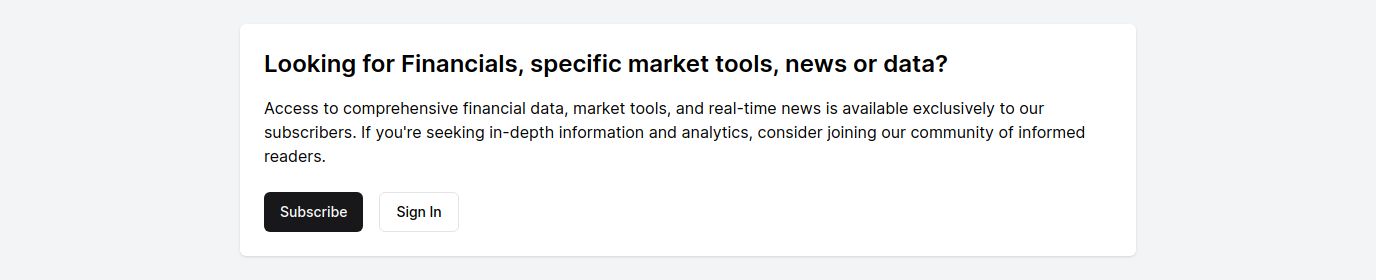 Looking for Financials, specific market tools, news or data?
Access to comprehensive financial data, market tools, and real-time news is available exclusively to our
subscribers. If you're seeking in-depth information and analytics, consider joining our community of informed
readers.
Subscribe
Sign In